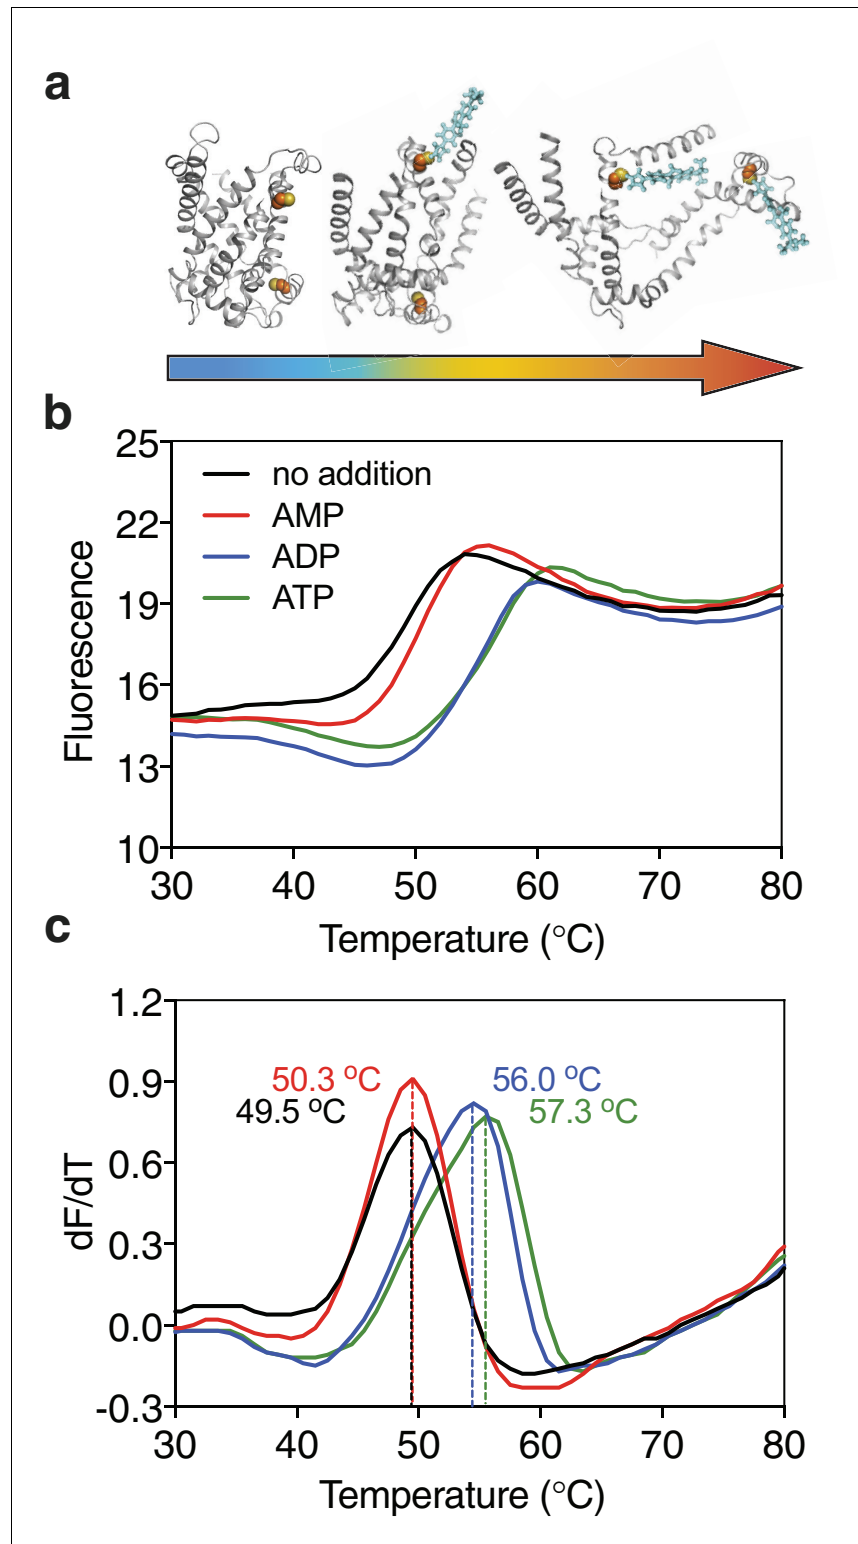 a
b
25
22
19
16
13
10
Fluorescence
no addition
AMP
ADP
ATP
30 40 50 60 70 80
Temperature (°C)
c
1.2
0.9
0.6
0.3
0.0
-0.3
dF/dT
50.3 °C 56.0 °C
49.5 °C 57.3 °C
30 40 50 60 70 80
Temperature (°C)